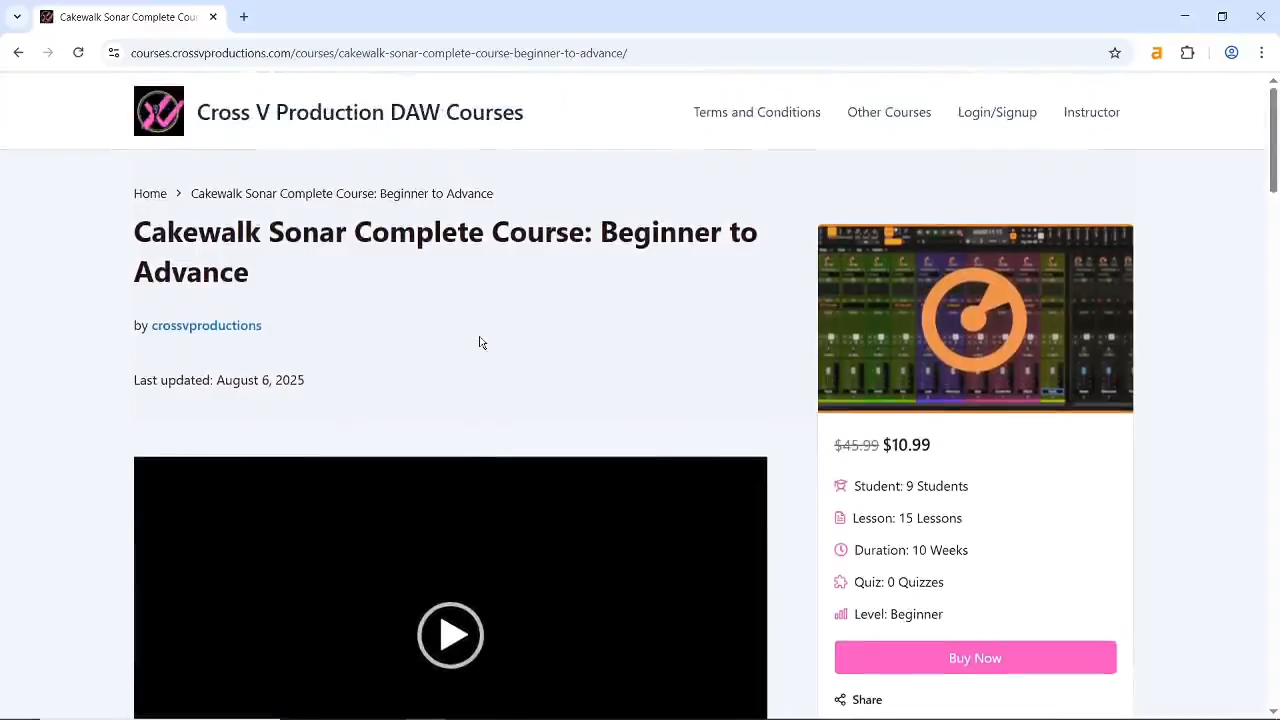 Cakewalk Sonar Complete Cour
courses.crossvproductions.com/courses/cakewalk-sonar-complete-course-beginner-to-advance/
Cross V Production DAW Courses
Terms and Conditions
Other Courses
Login/Signup
Instructor
Home > Cakewalk Sonar Complete Course: Beginner to Advance
Cakewalk Sonar Complete Course: Beginner to
Advance
by crossvproductions
Last updated: August 6, 2025
$45.99 $10.99
Student: 9 Students
Lesson: 15 Lessons
Duration: 10 Weeks
Quiz: 0 Quizzes
Level: Beginner
Buy Now
Share